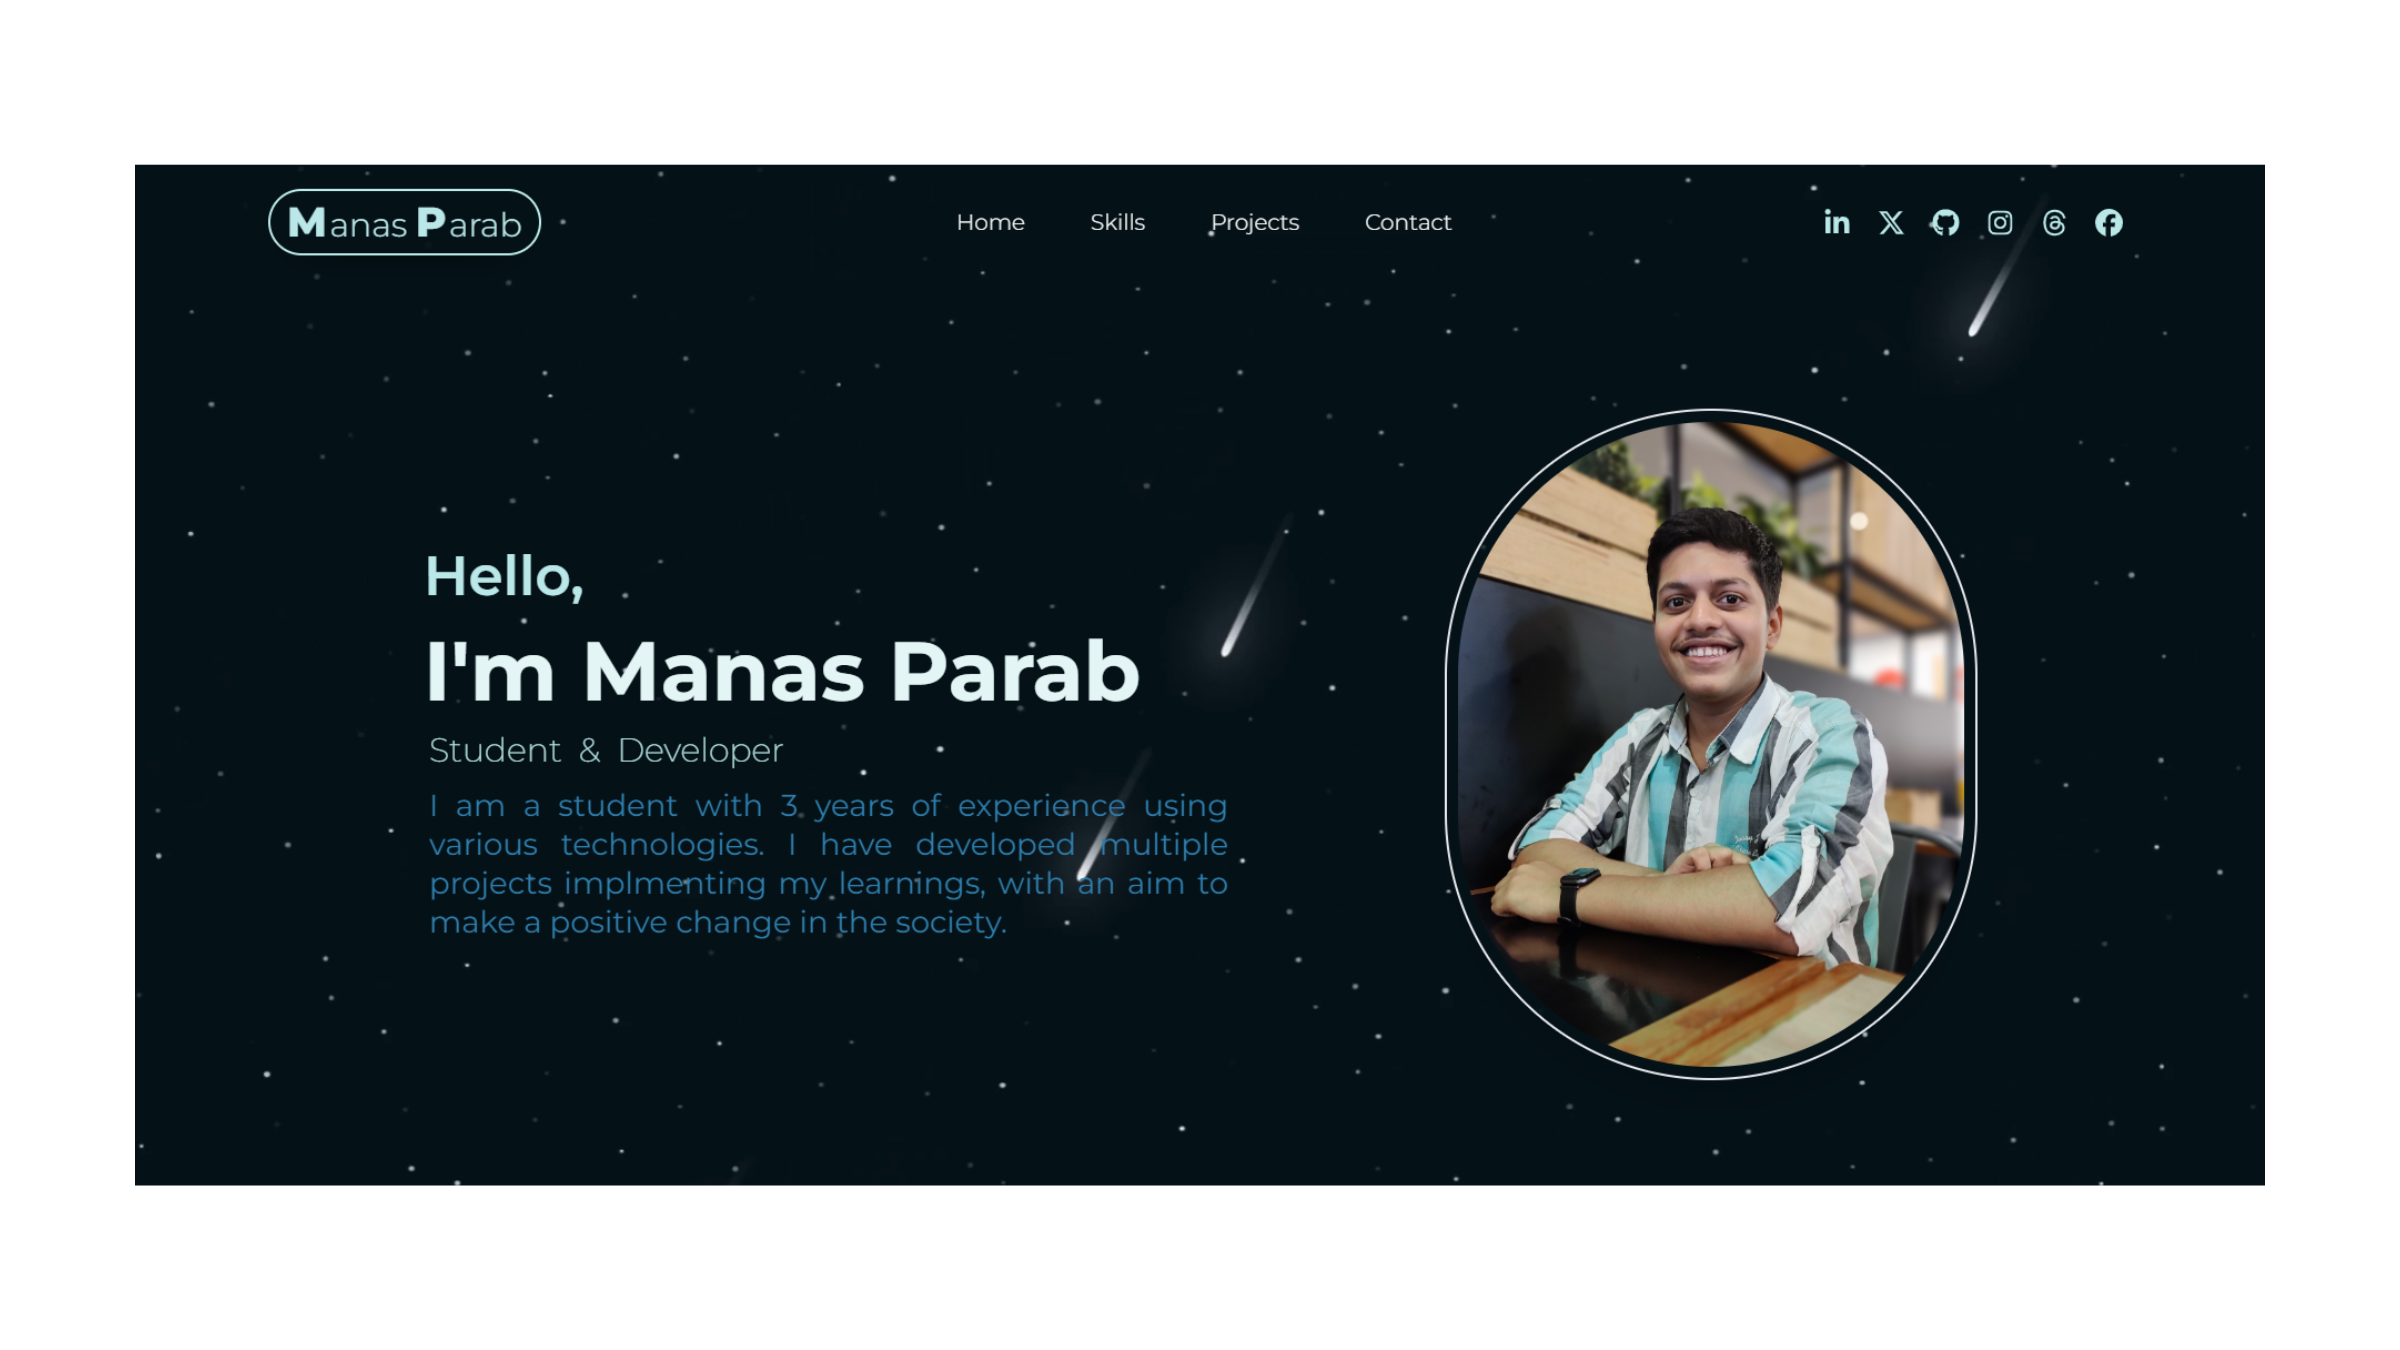 Manas Parab
Home Skills Projects Contact
Hello,
I'm Manas Parab
Student & Developer
I am a student with 3 years of experience using
various technologies. I have developed multiple
projects implmenting my learnings, with an aim to
make a positive change in the society.